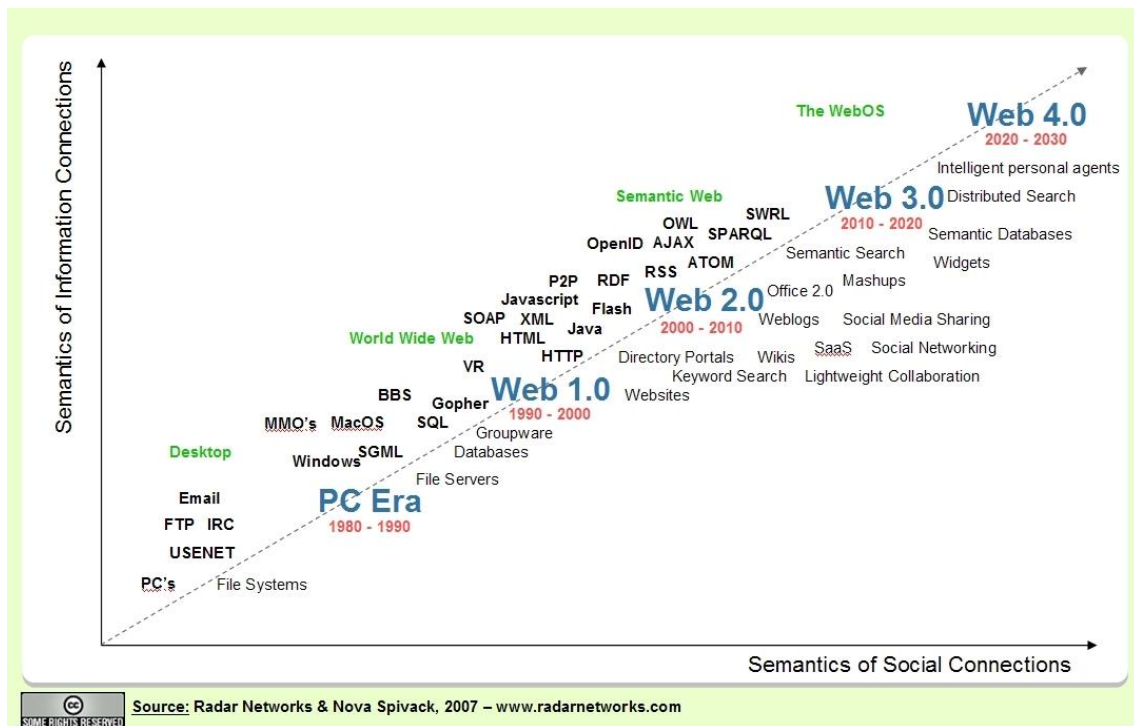 Semantics of Information Connections
The WebOS
Web 4.0
2020 - 2030
Intelligent personal agents
Semantic Web
Web 3.0
Distributed Search
2010 - 2020
SWRL
OWL
SPARQL
Semantic Databases
OpenID
AJAX
Semantic Search
Widgets
ATOM
RSS
P2P
RDF
Mashups
Office 2.0
Javascript
Web 2.0
Flash
2000 - 2010
SOAP
XML
Java
Weblogs
Social Media Sharing
World Wide Web
HTML
HTTP
Directory Portals
Wikis
SaaS
Social Networking
VR
Keyword Search
Lightweight Collaboration
Web 1.0
1990 - 2000
Websites
BBS
Gopher
MMO's
MacOS
SQL
Groupware
Desktop
Windows
SGML
Databases
File Servers
Email
PC Era
1980 - 1990
FTP IRC
USENET
PC's
File Systems
Semantics of Social Connections
cc
SOME RIGHTS RESERVED
Source: Radar Networks & Nova Spivack, 2007 – www.radarnetworks.com